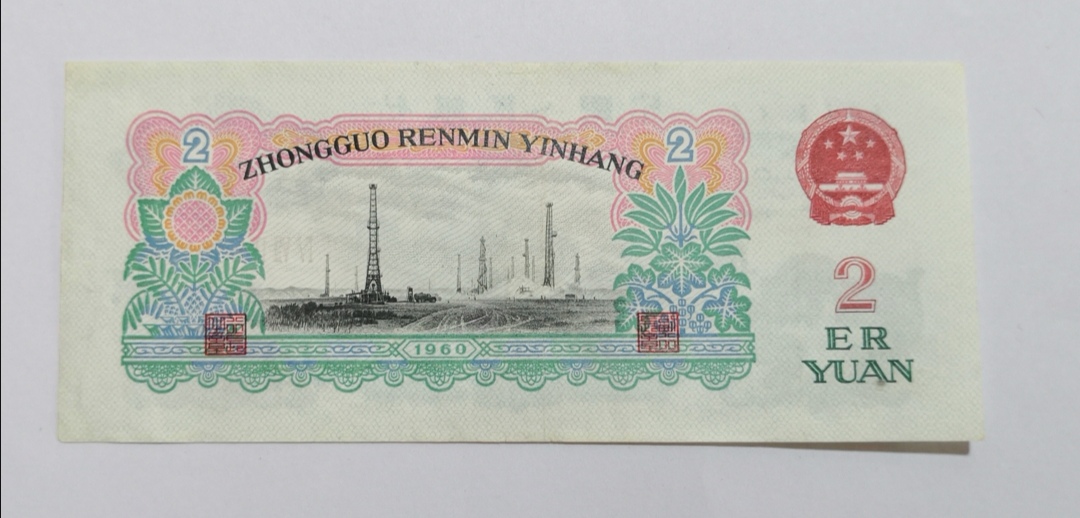 2
2
ZHONGGUO RENMIN YINHANG
2
ER
YUAN
1960